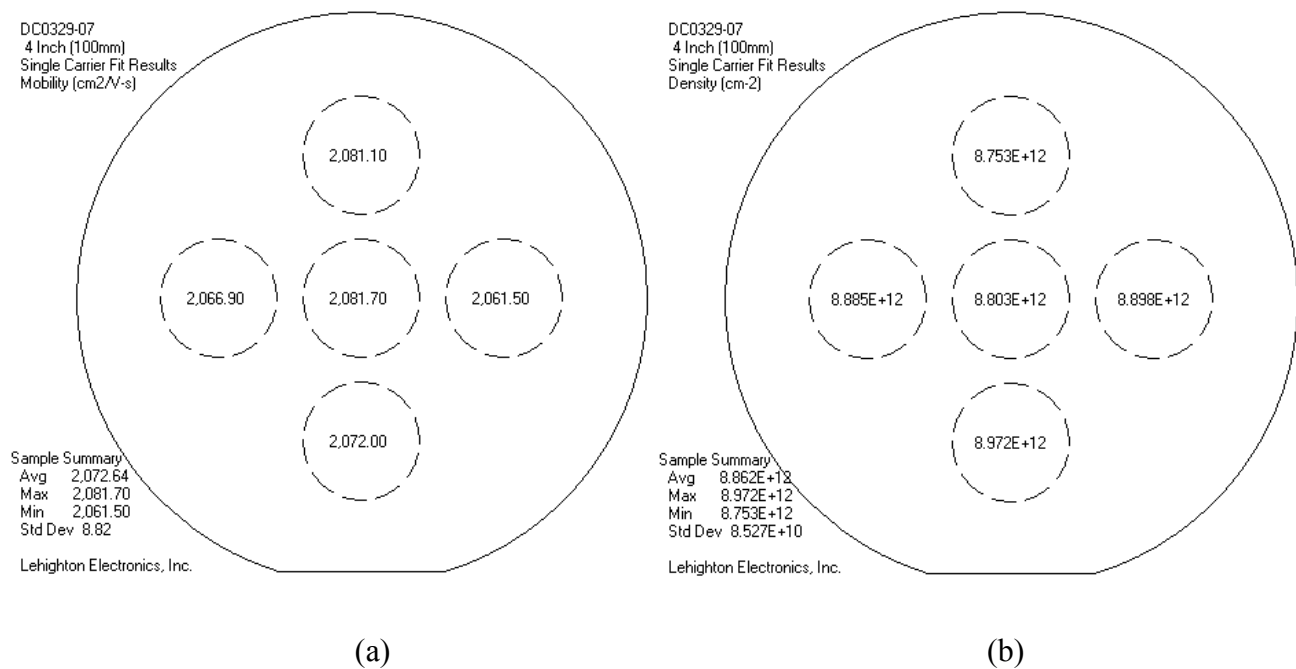 DC0329-07
4 Inch (100mm)
Single Carrier Fit Results
Mobility (cm2/V-s)
2,081.10
2,066.90 2,081.70 2,061.50
2,072.00
Sample Summary
Avg 2,072.64
Max 2,081.70
Min 2,061.50
Std Dev 8.82
Lehighton Electronics, Inc.
(a)
DC0329-07
4 Inch (100mm)
Single Carrier Fit Results
Density (cm-2)
8.753E+12
8.885E+12 8.803E+12 8.898E+12
8.972E+12
Sample Summary
Avg 8.862E+12
Max 8.972E+12
Min 8.753E+12
Std Dev 8.527E+10
Lehighton Electronics, Inc.
(b)